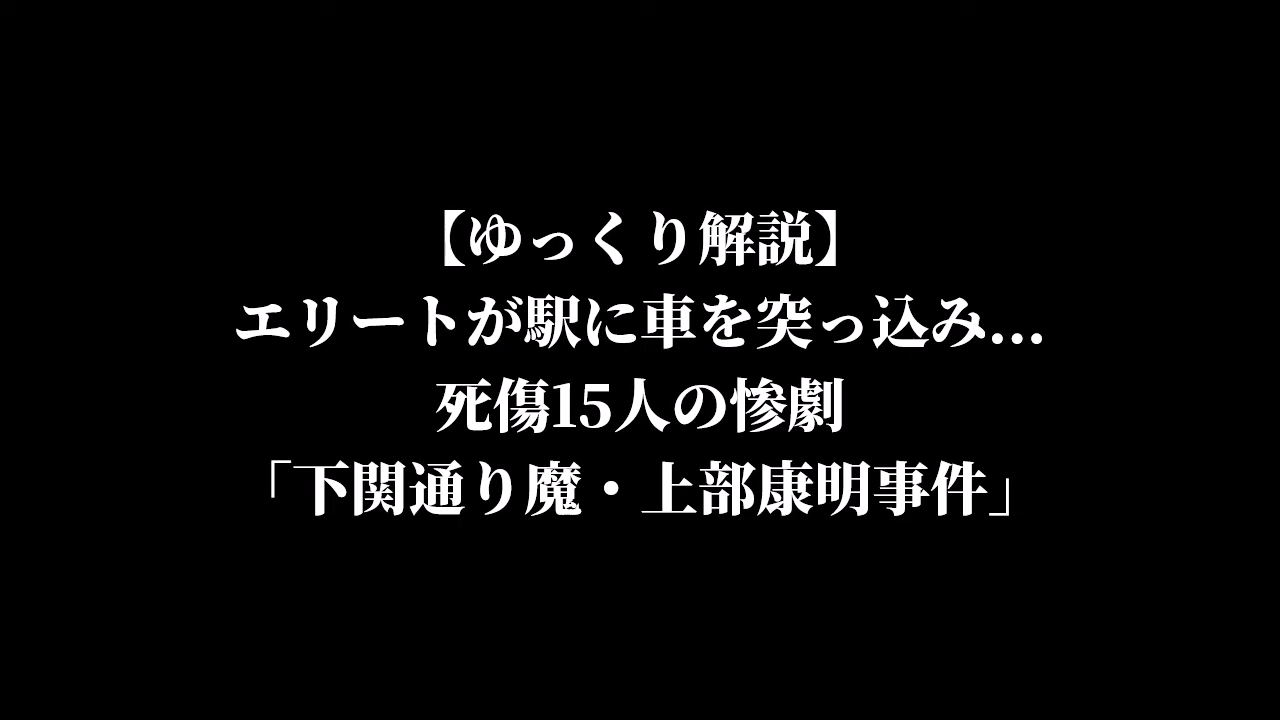 【ゆっくり解説】
エリートが駅に車を突っ込み…
死傷15人の惨劇
「下関通り魔・上部康明事件」